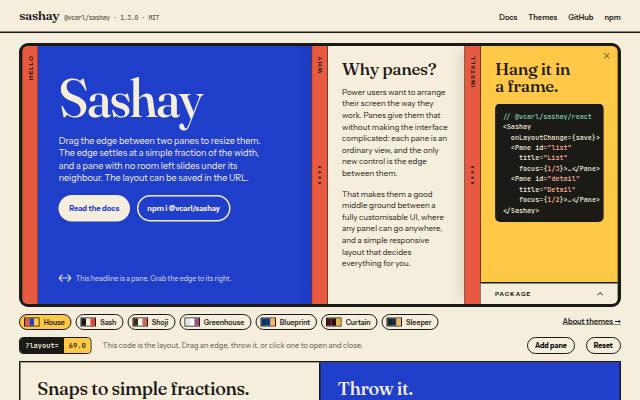 sashay @vcarl/sashay · 1.3.0 · MIT
Docs Themes GitHub npm
HELLO
Sashay
Drag the edge between two panes to resize them.
The edge settles at a simple fraction of the width,
and a pane with no room left slides under its
neighbour. The layout can be saved in the URL.
Read the docs
npm i @vcarl/sashay
This headline is a pane. Grab the edge to its right.
WHY
Why panes?
Power users want to arrange
their screen the way they
work. Panes give them that
without making the interface
complicated: each pane is an
ordinary view, and the only
new control is the edge
between them.
That makes them a good
middle ground between a
fully customisable UI, where
any panel can go anywhere,
and a simple responsive
layout that decides
everything for you.
INSTALL
Hang it in
a frame.
// @vcarl/sashay/react
<Sashay
onLayoutChange={save}>
<Pane id="list"
title="List"
focus={1/3}>…</Pane>
<Pane id="detail"
title="Detail"
focus={1/2}>…</Pane>
</Sashay>
PACKAGE
House Sash Shoji Greenhouse Blueprint Curtain Sleeper
About themes →
?layout= 69.0
This code is the layout. Drag an edge, throw it, or click one to open and close.
Add pane
Reset
Snaps to simple fractions.
Throw it.